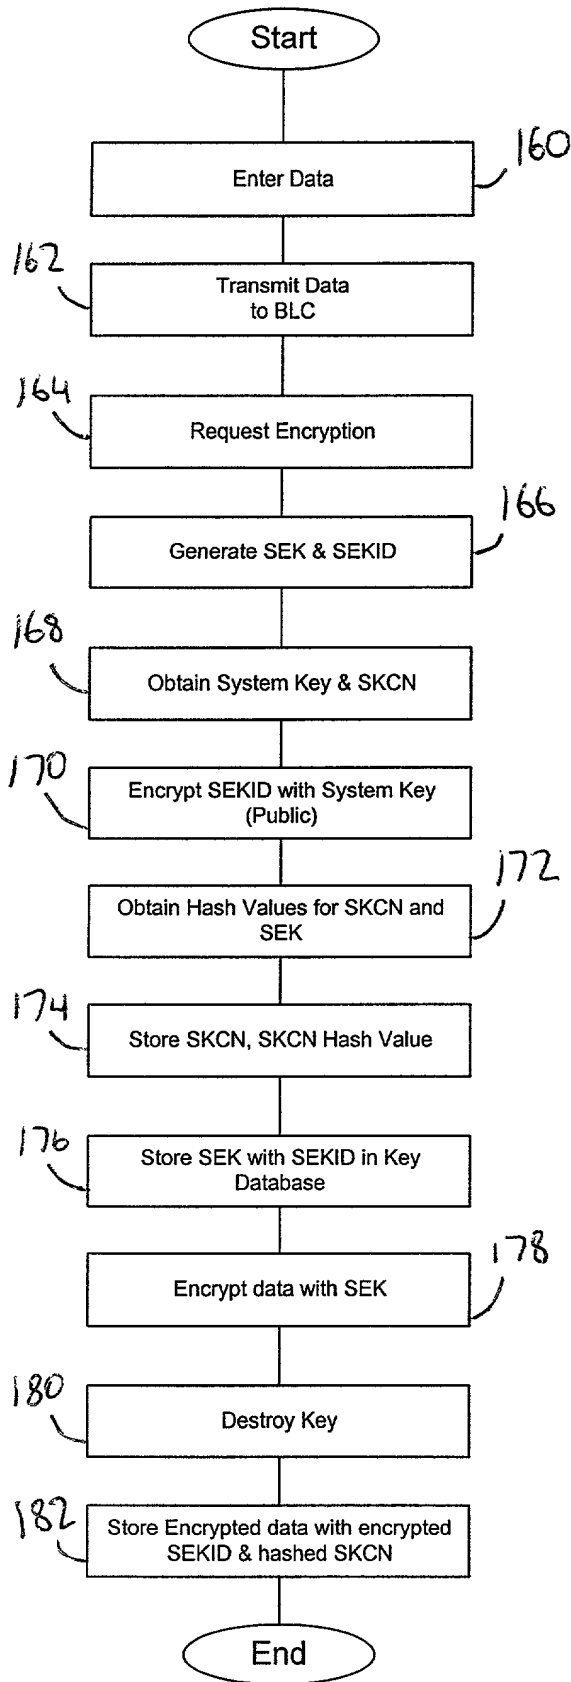 Start
160
Enter Data
162
Transmit Data
to BLC
164
Request Encryption
166
Generate SEK & SEKID
168
Obtain System Key & SKCN
170
Encrypt SEKID with System Key
(Public)
172
Obtain Hash Values for SKCN and
SEK
174
Store SKCN, SKCN Hash Value
176
Store SEK with SEKID in Key
Database
178
Encrypt data with SEK
180
Destroy Key
182
Store Encrypted data with encrypted
SEKID & hashed SKCN
End